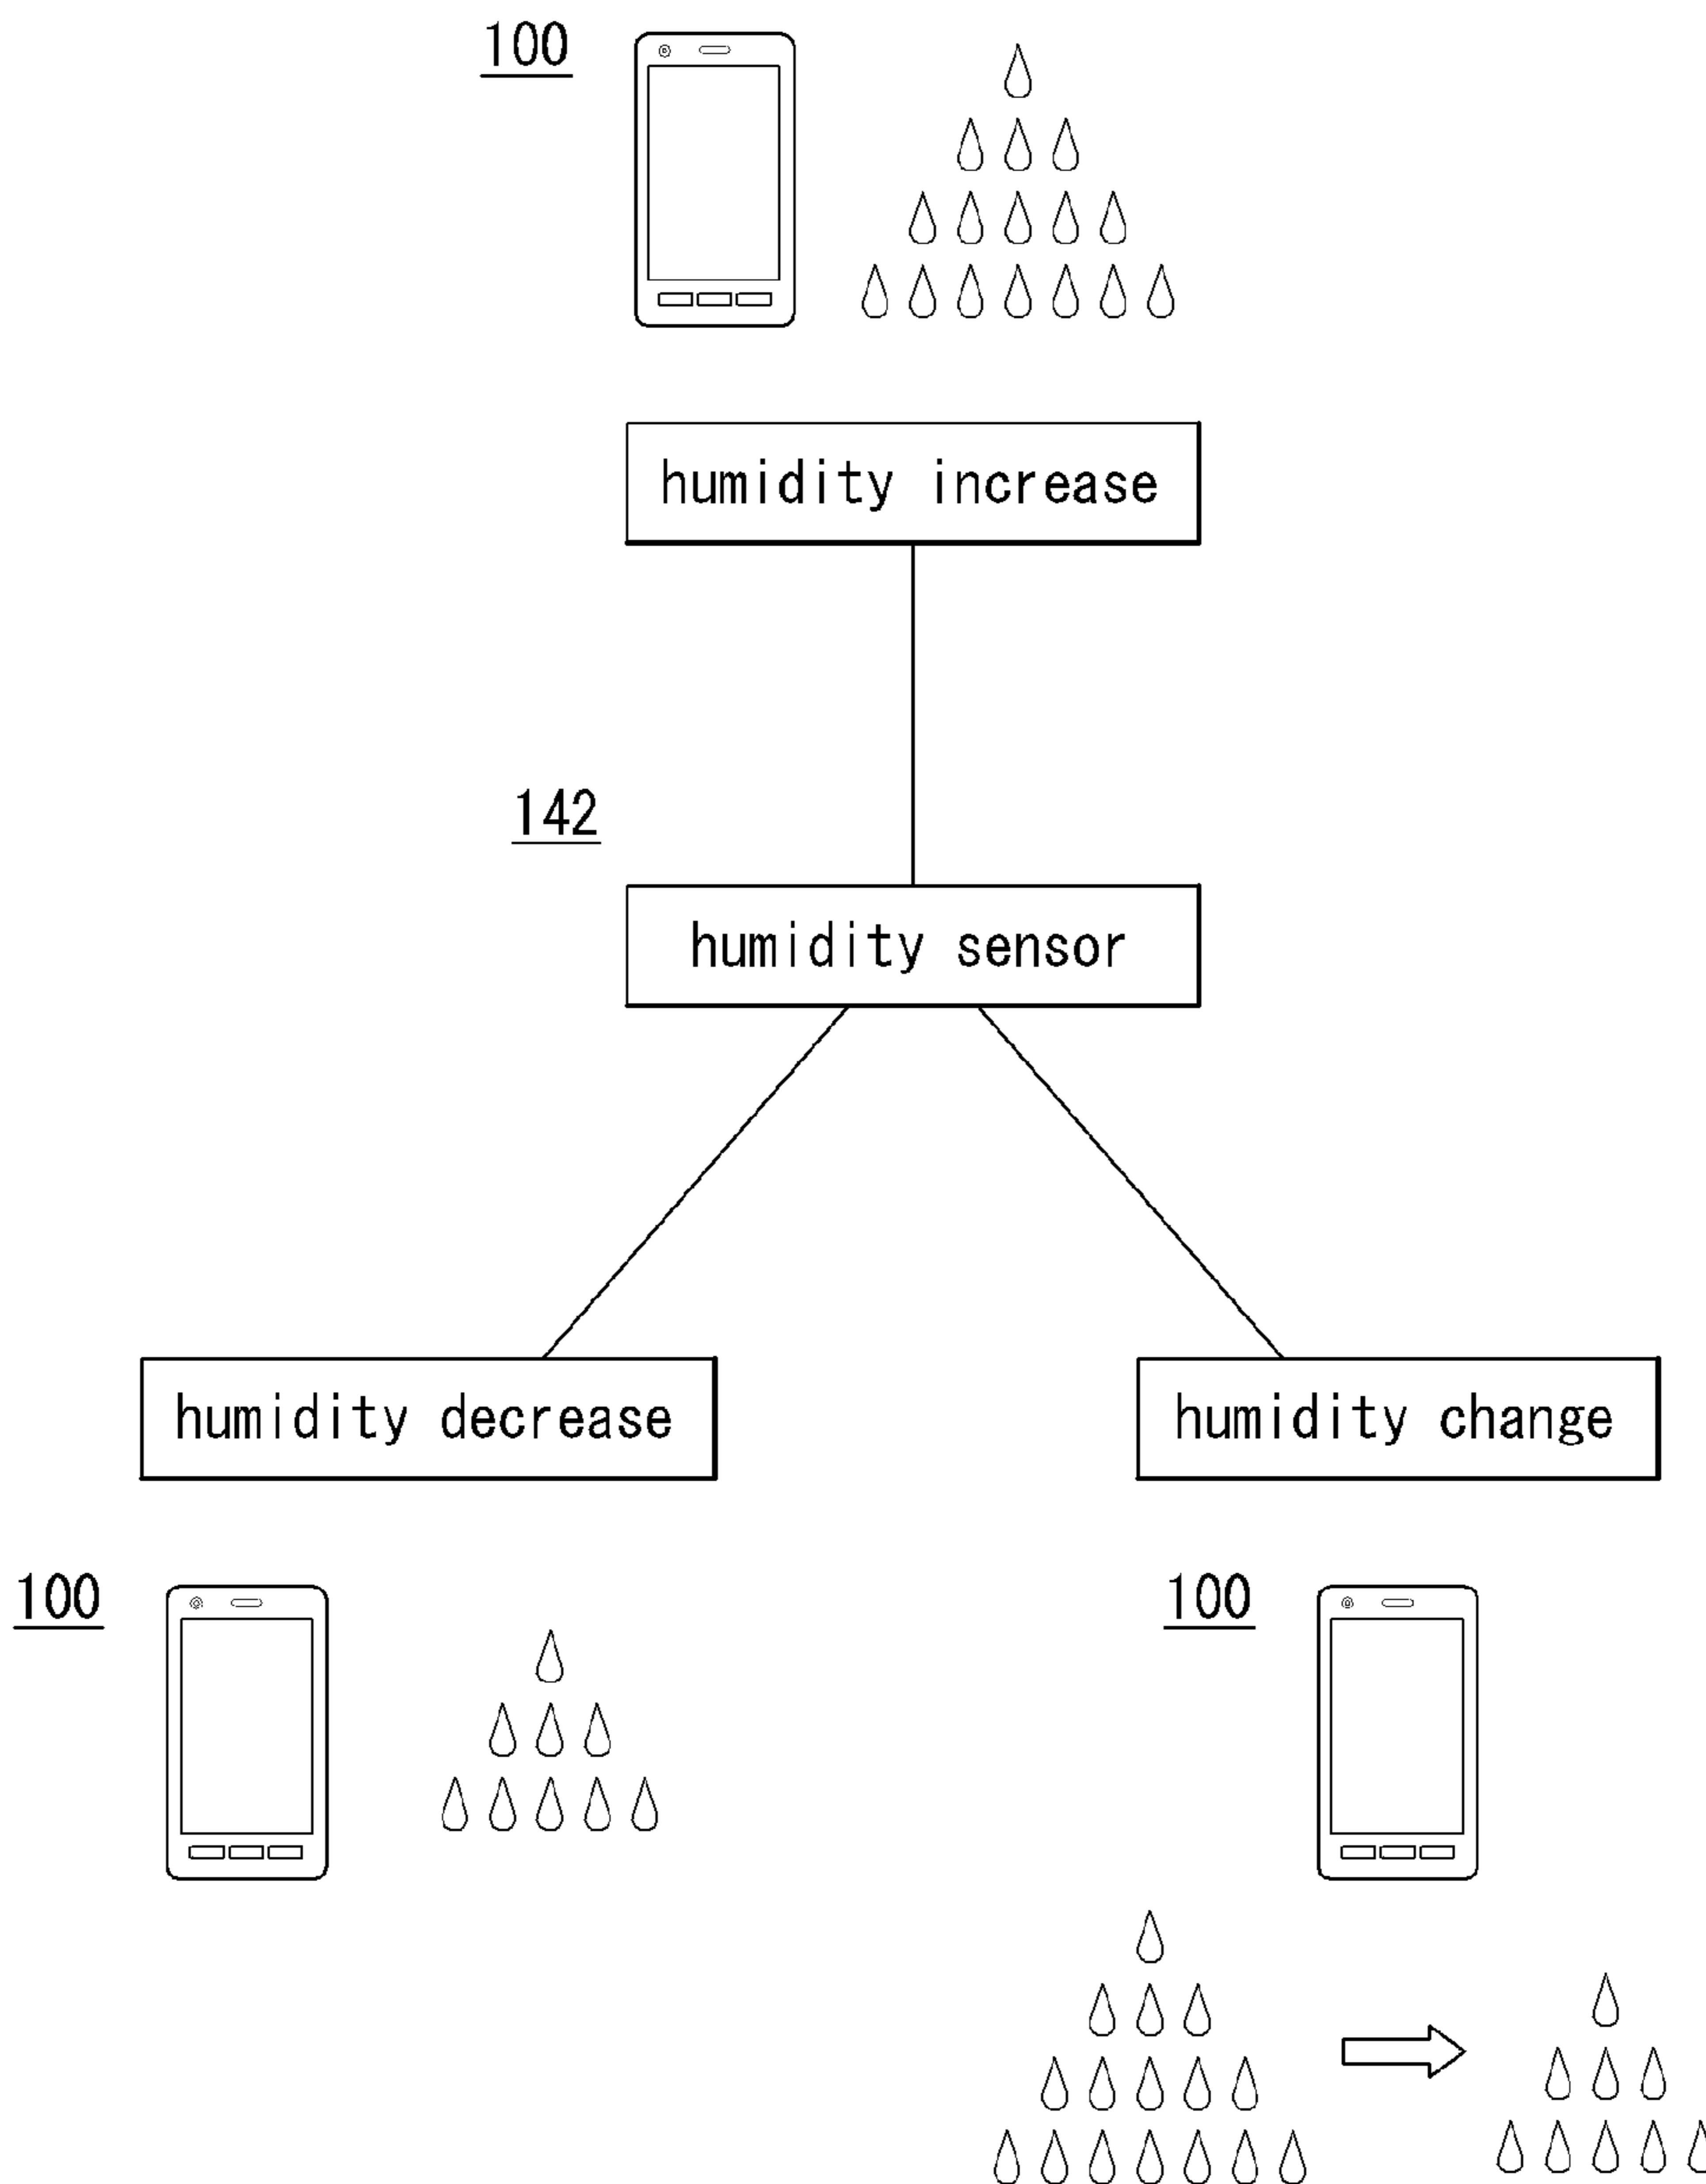 100
humidity increase
142
humidity sensor
humidity decrease
humidity change
100
100